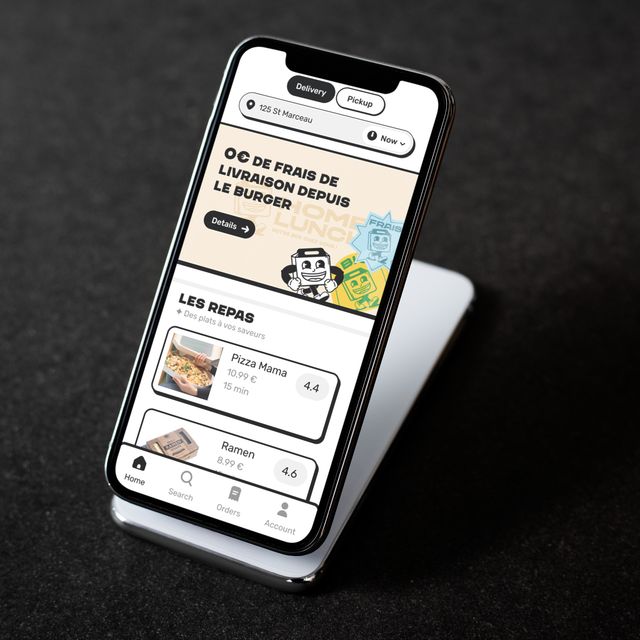 Delivery
Pickup
125 St Marceau
Now
0€ DE FRAIS DE
LIVRAISON DEPUIS
LE BURGER
HOME
LUNCH
FRAIS
Details
LES REPAS
Des plats à vos saveurs
Pizza Mama
10.99 €
15 min
4.4
Ramen
8.99 €
4.6
Home
Search
Orders
Account